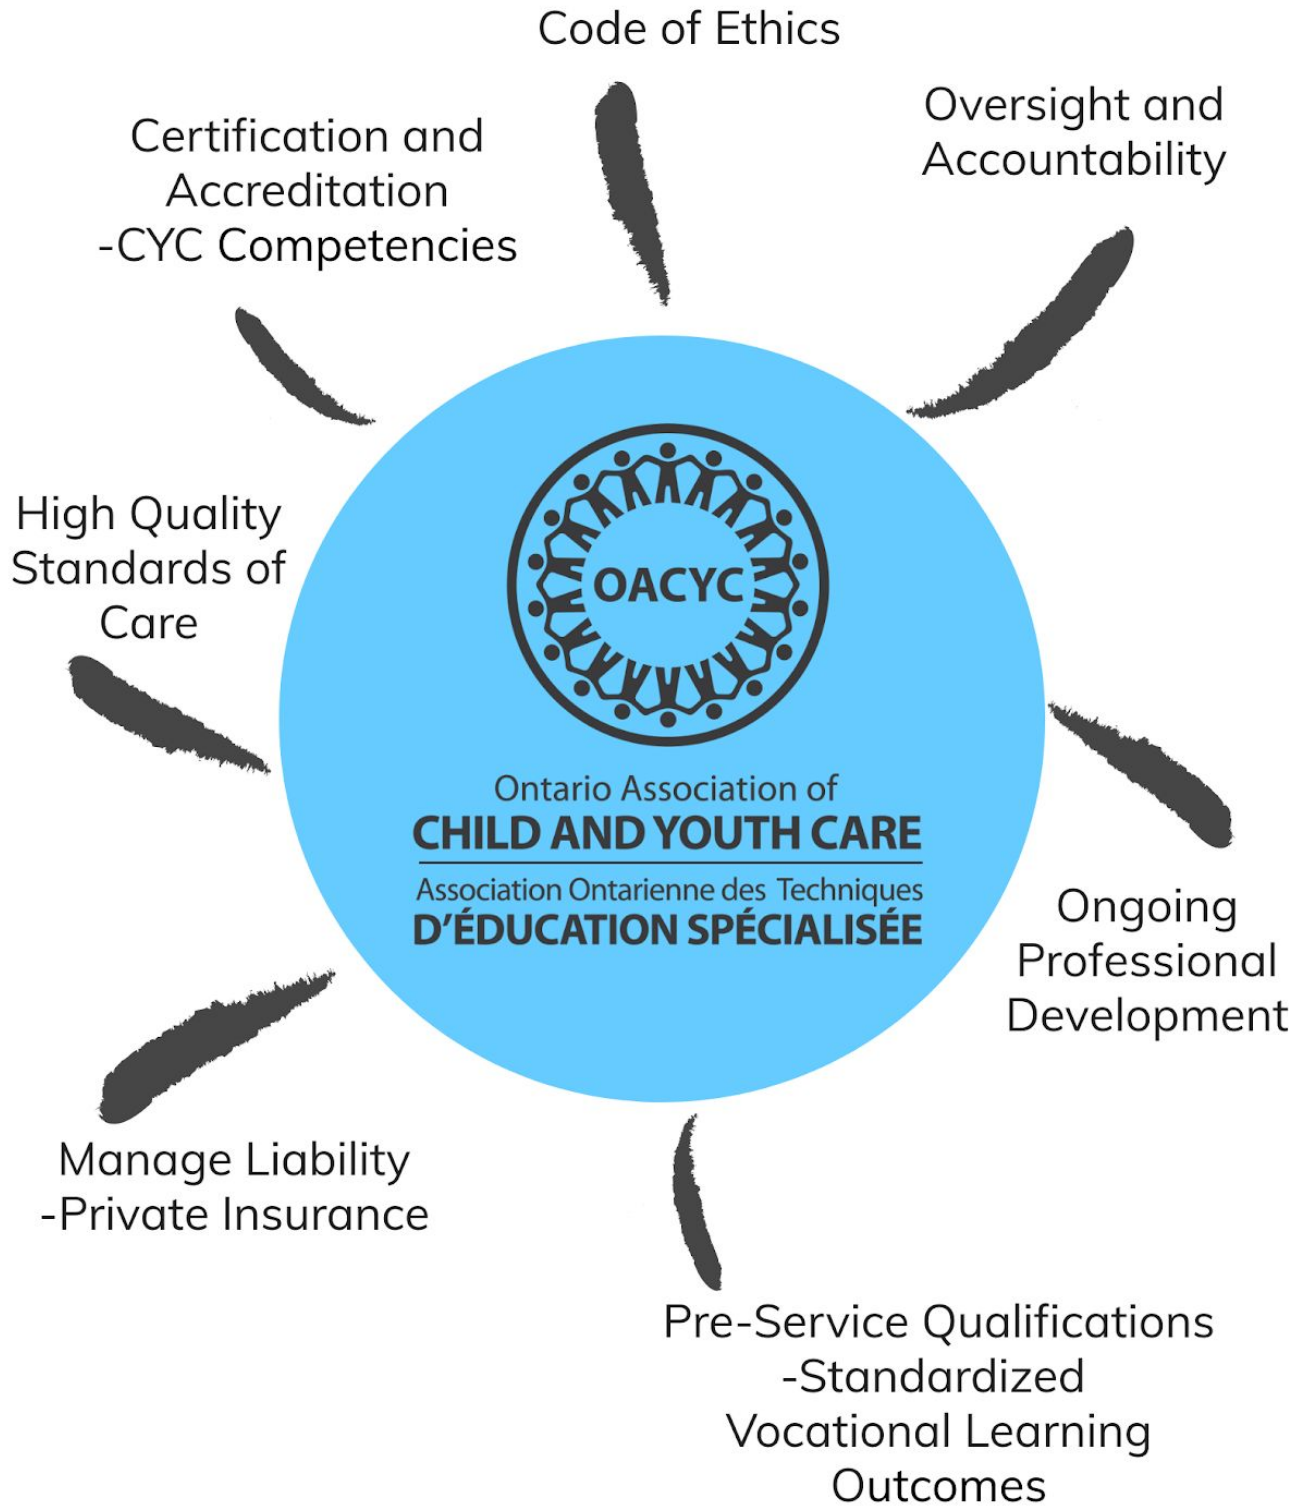 Code of Ethics
Oversight and
Accountability
Certification and
Accreditation
-CYC Competencies
High Quality
Standards of
Care
OACYC
Ontario Association of
CHILD AND YOUTH CARE
Association Ontarienne des Techniques
D'ÉDUCATION SPÉCIALISÉE
Ongoing
Professional
Development
Manage Liability
-Private Insurance
Pre-Service Qualifications
-Standardized
Vocational Learning
Outcomes